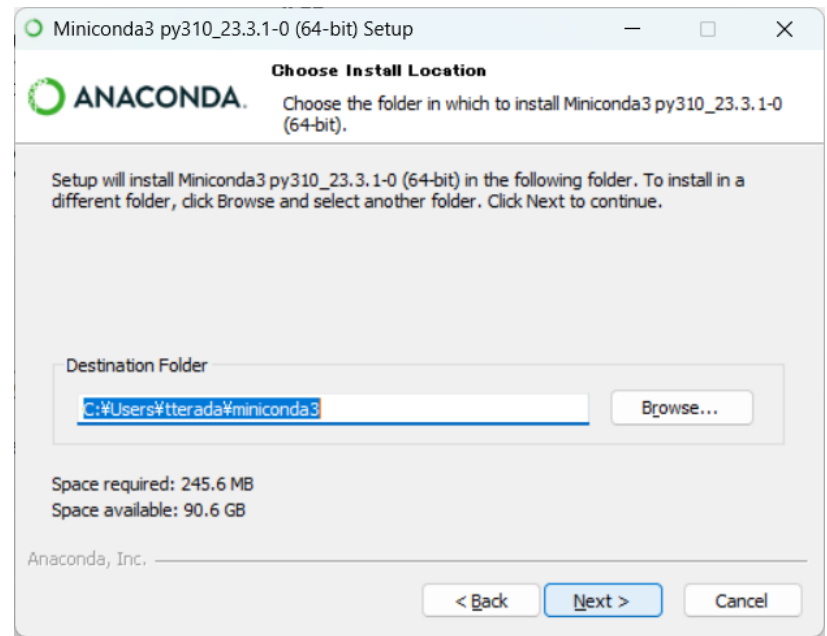 Miniconda3 py310_23.3.1-0 (64-bit) Setup
ANACONDA.
Choose Install Location
Choose the folder in which to install Miniconda3 py310_23.3.1-0
(64-bit).
Setup will install Miniconda3 py310_23.3.1-0 (64-bit) in the following folder. To install in a
different folder, click Browse and select another folder. Click Next to continue.
Destination Folder
C:¥Users¥tterada¥miniconda3
Browse...
Space required: 245.6 MB
Space available: 90.6 GB
Anaconda, Inc.
< Back
Next >
Cancel